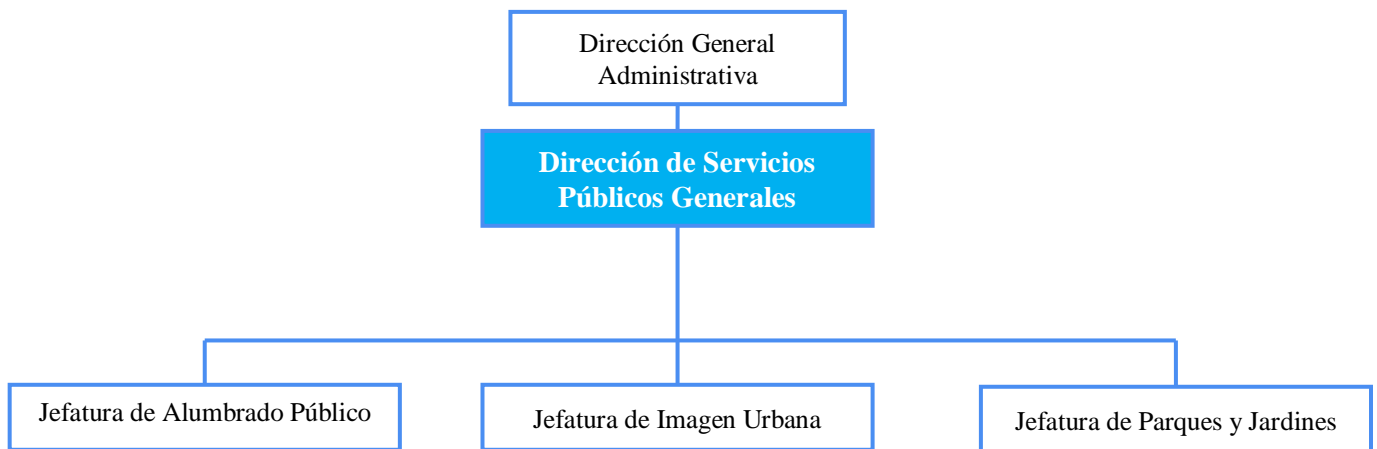 Dirección General
Administrativa
Dirección de Servicios
Públicos Generales
Jefatura de Alumbrado Público
Jefatura de Imagen Urbana
Jefatura de Parques y Jardines